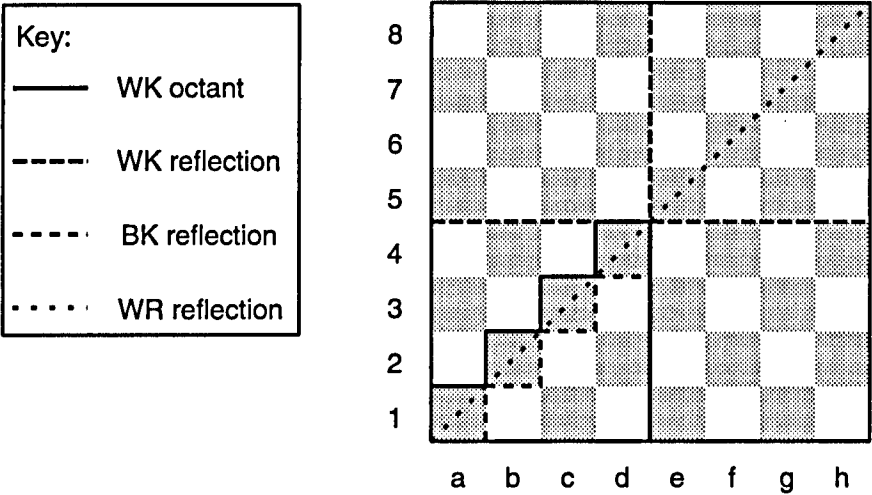 Key:
WK octant
WK reflection
BK reflection
WR reflection
8
7
6
5
4
3
2
1
a b c d e f g h